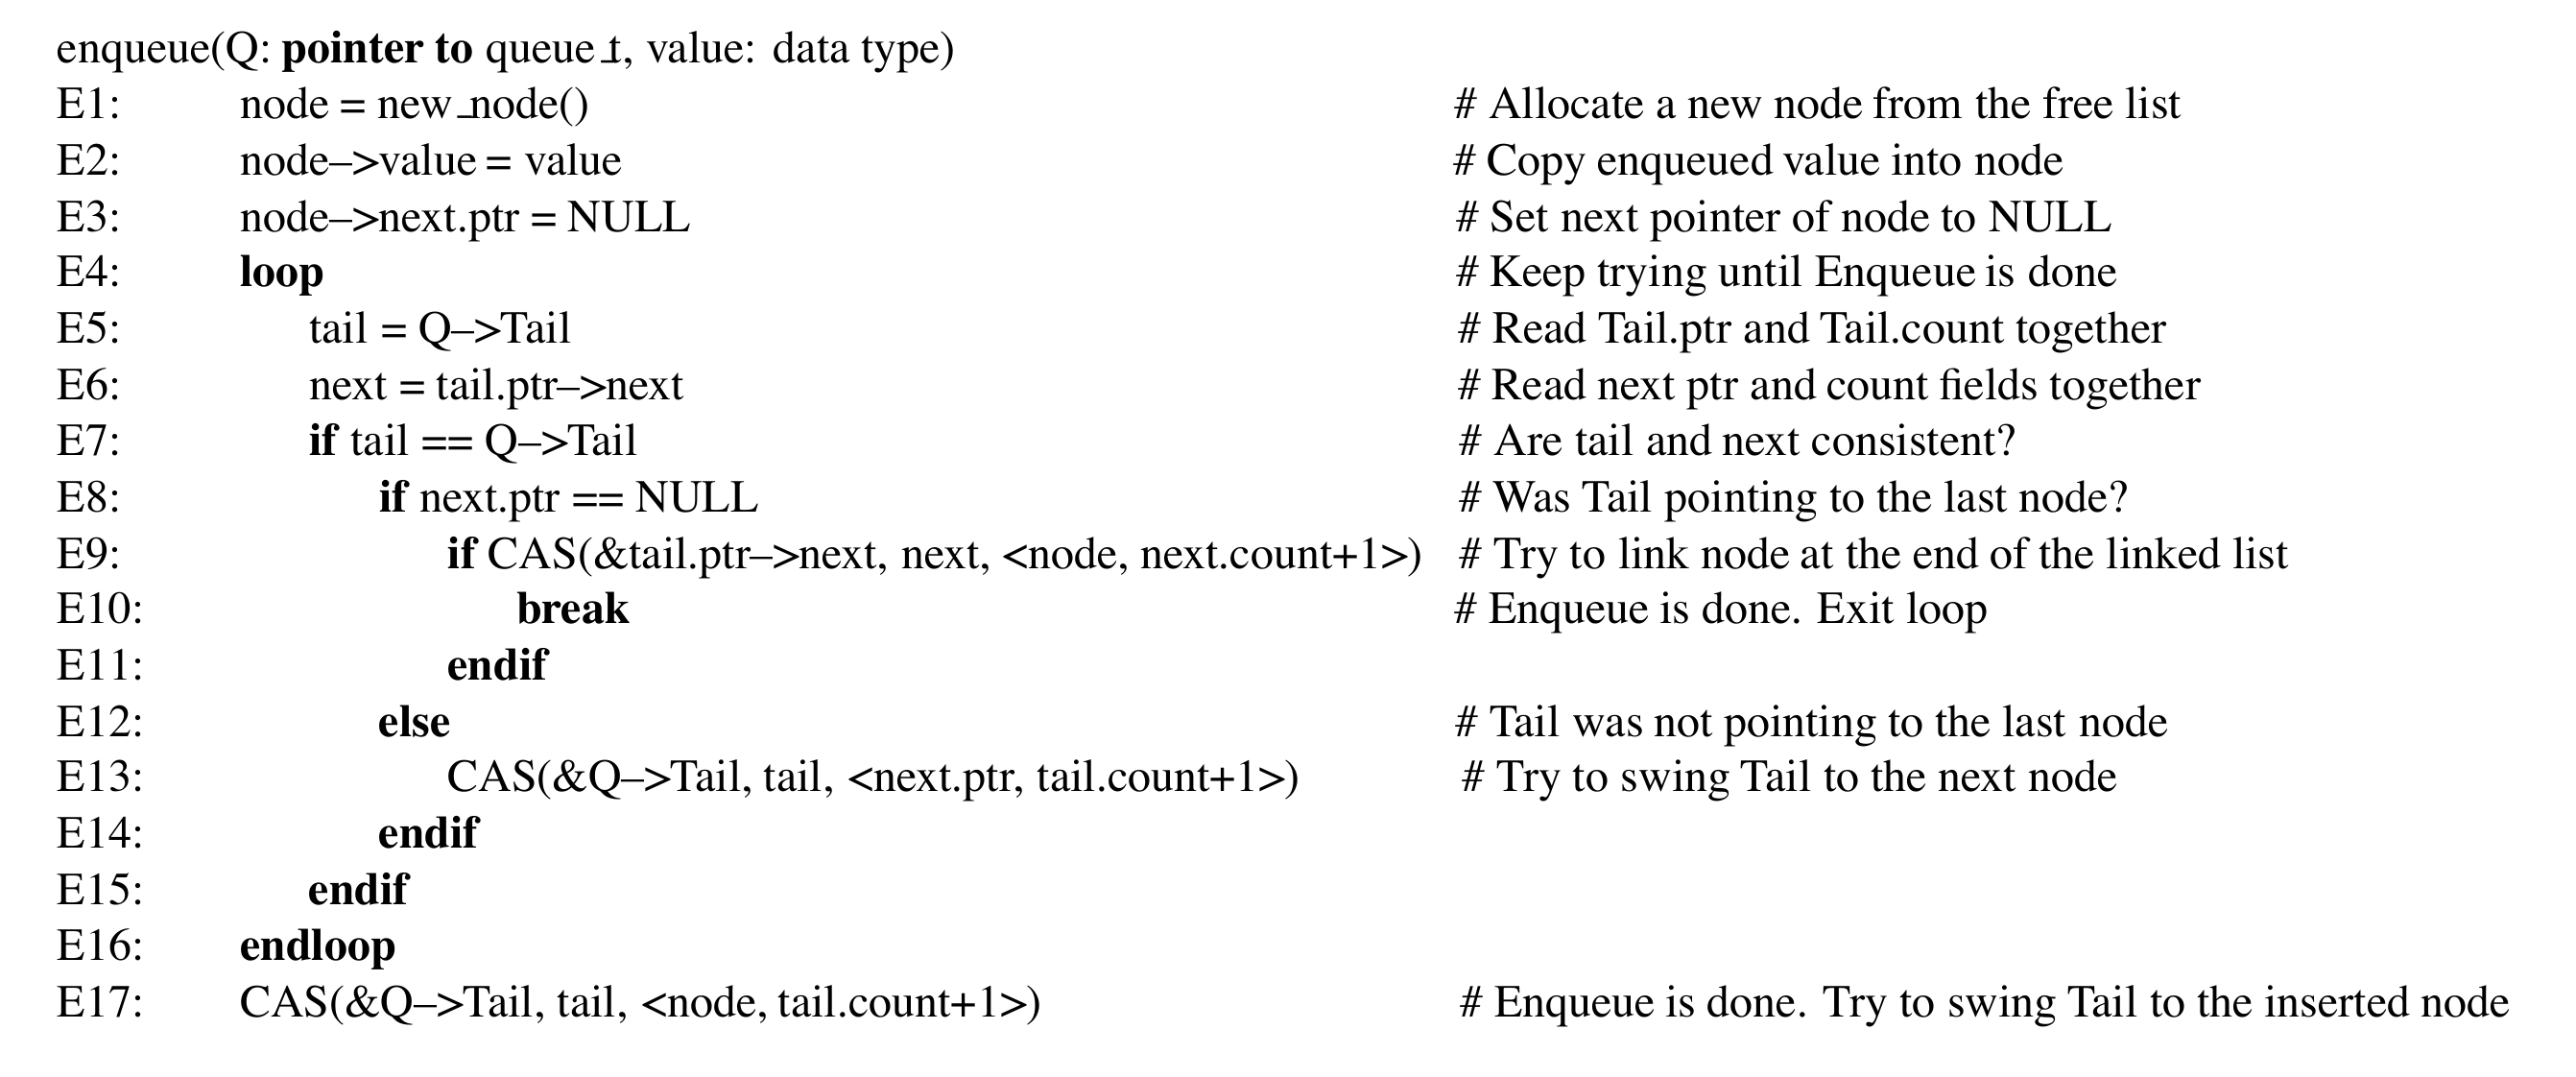 enqueue(Q: pointer to queue_t, value: data type)
E1: node = new_node() # Allocate a new node from the free list
E2: node–>value = value # Copy enqueued value into node
E3: node–>next.ptr = NULL # Set next pointer of node to NULL
E4: loop # Keep trying until Enqueue is done
E5: tail = Q–>Tail # Read Tail.ptr and Tail.count together
E6: next = tail.ptr–>next # Read next ptr and count fields together
E7: if tail == Q–>Tail # Are tail and next consistent?
E8: if next.ptr == NULL # Was Tail pointing to the last node?
E9: if CAS(&tail.ptr–>next, next, <node, next.count+1>) # Try to link node at the end of the linked list
E10: break # Enqueue is done. Exit loop
E11: endif
E12: else # Tail was not pointing to the last node
E13: CAS(&Q–>Tail, tail, <next.ptr, tail.count+1>) # Try to swing Tail to the next node
E14: endif
E15: endif
E16: endloop
E17: CAS(&Q–>Tail, tail, <node, tail.count+1>) # Enqueue is done. Try to swing Tail to the inserted node